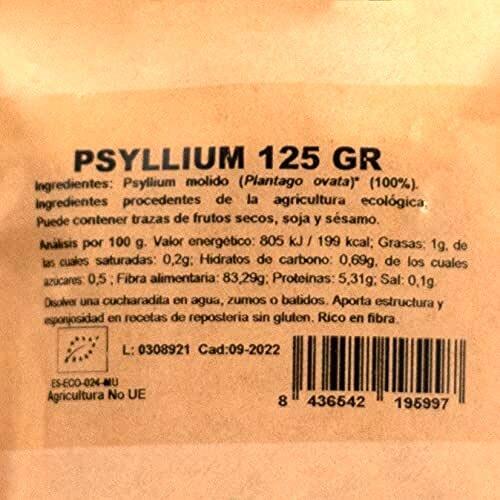 PSYLLIUM 125 GR
Ingredientes: Psyllium molido (Plantago ovata)* (100%).
Ingredientes procedentes de la agricultura ecológica.
Puede contener trazas de frutos secos, soja y sésamo.
Análisis por 100 g. Valor energético: 805 kJ / 199 kcal; Grasas: 1g, de
las cuales saturadas: 0,2g; Hidratos de carbono: 0,69g, de los cuales
azúcares: 0,5 ; Fibra alimentaria: 83,29g; Proteínas: 5,31g; Sal: 0,1g.
Disolver una cucharadita en agua, zumos o batidos. Aporta estructura y
esponjosidad en recetas de repostería sin gluten. Rico en fibra.
L: 0308921 Cad:09-2022
ES-ECO-024-MU
Agricultura No UE
8 436542 195997